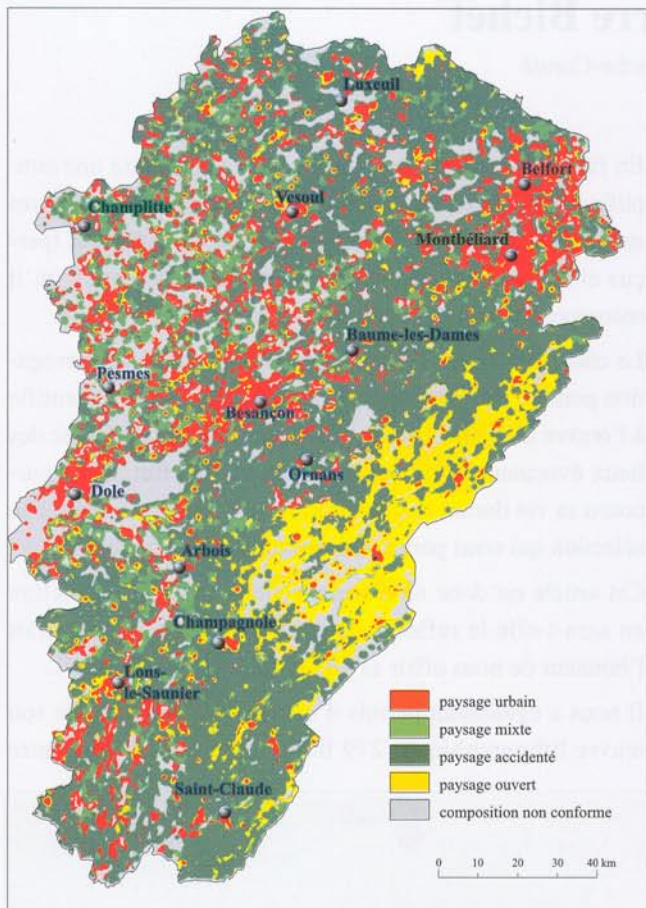 Luxeuil
Belfort
Vesoul
Champlitte
Monthéliard
Baume-les-Dames
Pesmes
Besançon
Ornans
Dole
Arbois
Champagnole
Lons-
le-Saunier
Saint-Claude
paysage urbain
paysage mixte
paysage accidenté
paysage ouvert
composition non conforme
0 10 20 30 40 km